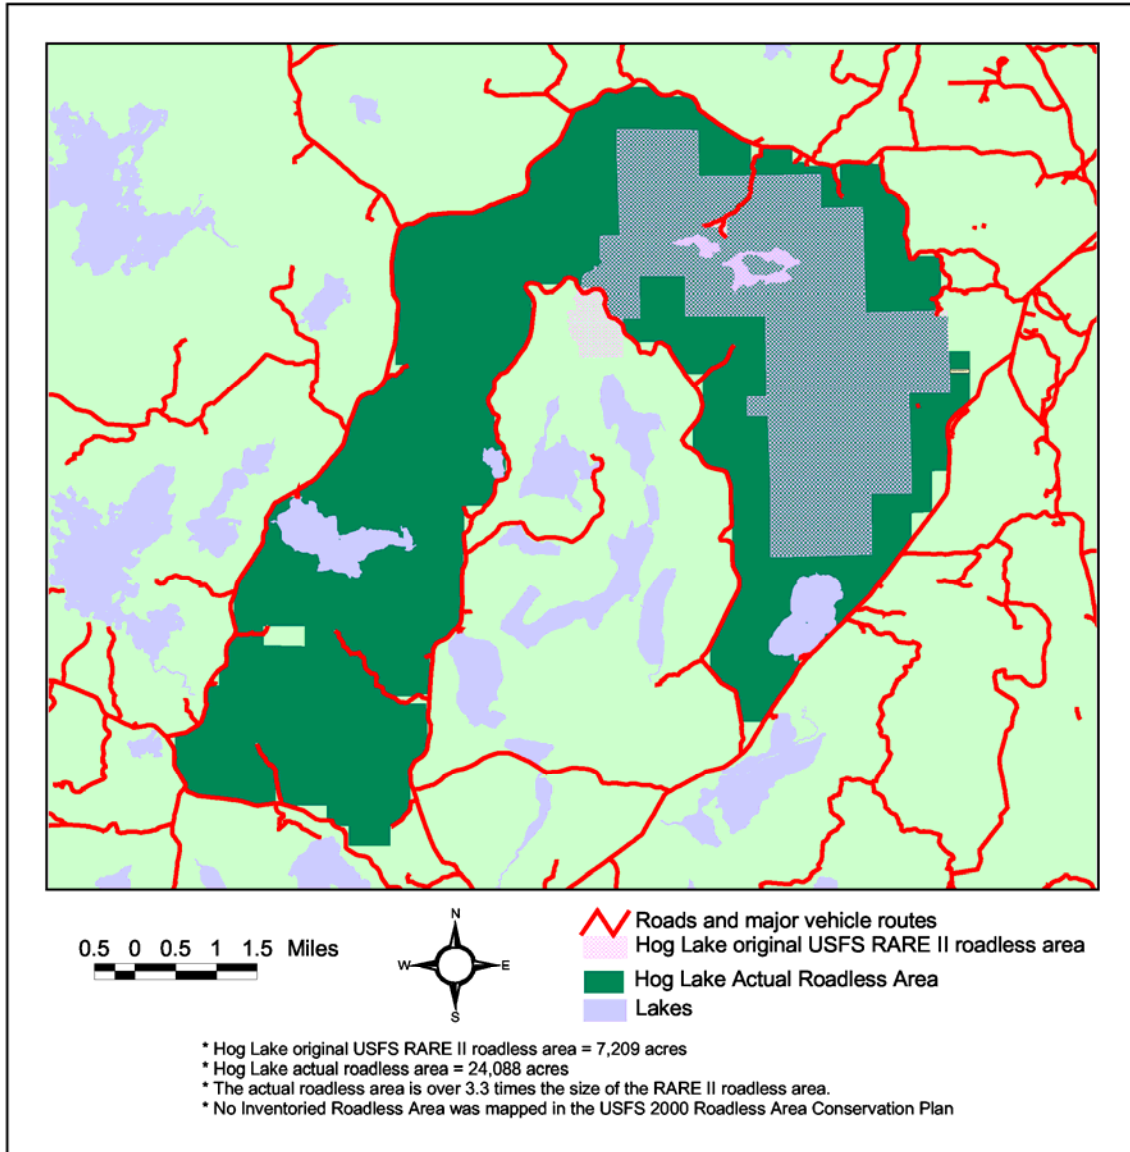 0.5 0 0.5 1 1.5 Miles
N
W E
S
Roads and major vehicle routes
Hog Lake original USFS RARE II roadless area
Hog Lake Actual Roadless Area
Lakes
* Hog Lake original USFS RARE II roadless area = 7,209 acres
* Hog Lake actual roadless area = 24,088 acres
* The actual roadless area is over 3.3 times the size of the RARE II roadless area.
* No Inventoried Roadless Area was mapped in the USFS 2000 Roadless Area Conservation Plan